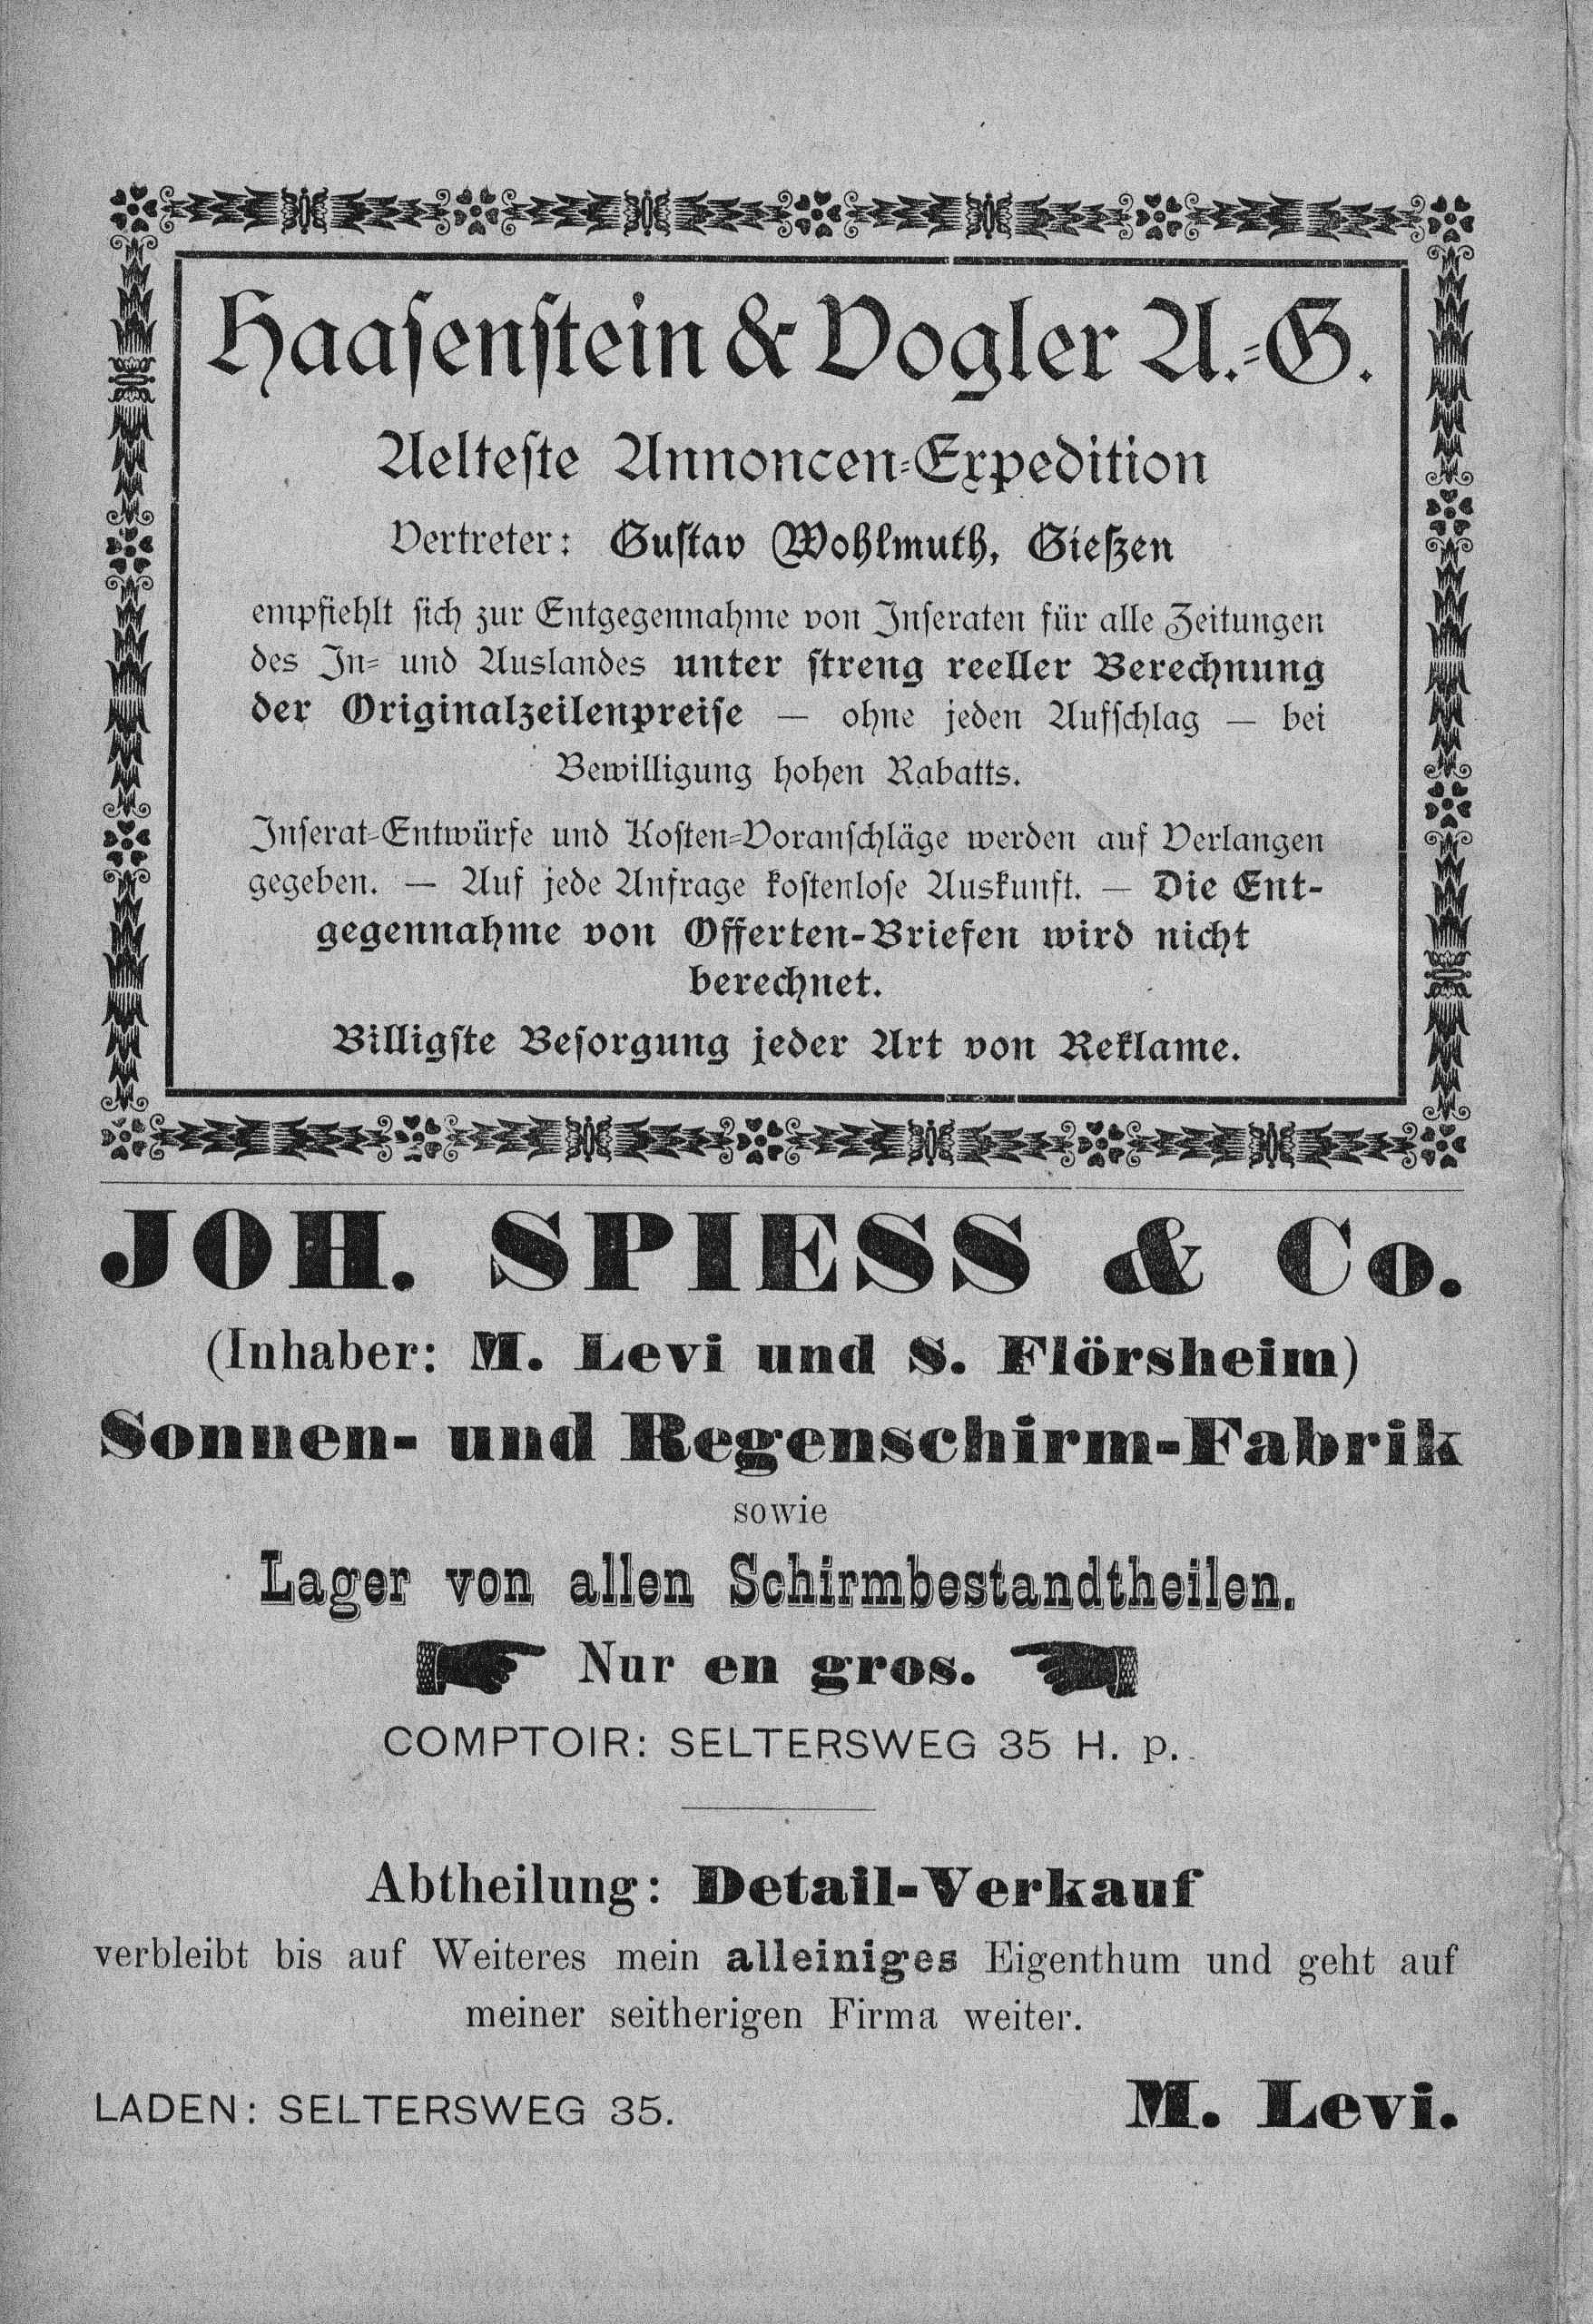 Haasenstein & Vogler A.-G.
Aelteste Annoncen-Expedition
Vertreter: Gustav Wohlmuth, Gießen
empfiehlt sich zur Entgegennahme von Inseraten für alle Zeitungen
des In- und Auslandes unter streng reeller Berechnung
der Originalzeilenpreise — ohne jeden Aufschlag — bei
Bewilligung hohen Rabatts.
Inserat-Entwürfe und Kosten-Voranschläge werden auf Verlangen
gegeben. — Auf jede Anfrage kostenlose Auskunft. — Die Ent-
gegennahme von Offerten-Briefen wird nicht
berechnet.
Billigste Besorgung jeder Art von Reklame.
JOH. SPIESS & Co.
(Inhaber: M. Levi und S. Flörsheim)
Sonnen- und Regenschirm-Fabrik
sowie
Lager von allen Schirmbestandtheilen.
Nur en gros.
COMPTOIR: SELTERSWEG 35 H. p.
Abtheilung: Detail-Verkauf
verbleibt bis auf Weiteres mein alleiniges Eigenthum und geht auf
meiner seitherigen Firma weiter.
LADEN: SELTERSWEG 35. M. Levi.